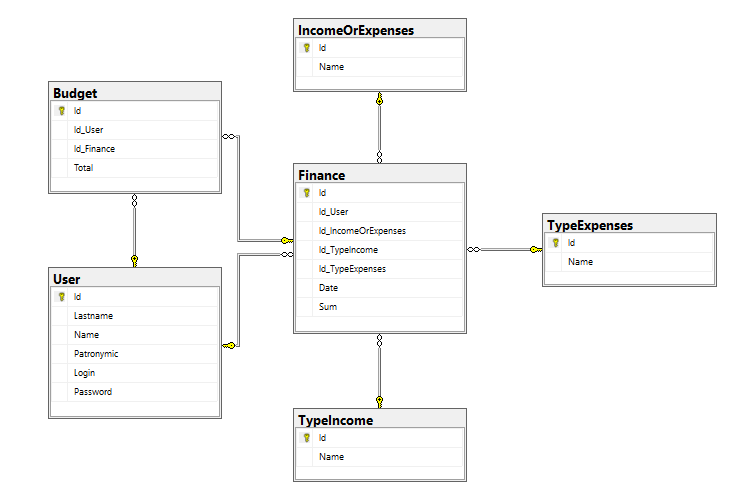 IncomeOrExpenses
Id
Name
Budget
Id
Id_User
Id_Finance
Total
Finance
Id
Id_User
Id_IncomeOrExpenses
Id_TypeIncome
Id_TypeExpenses
Date
Sum
TypeExpenses
Id
Name
User
Id
Lastname
Name
Patronymic
Login
Password
TypeIncome
Id
Name